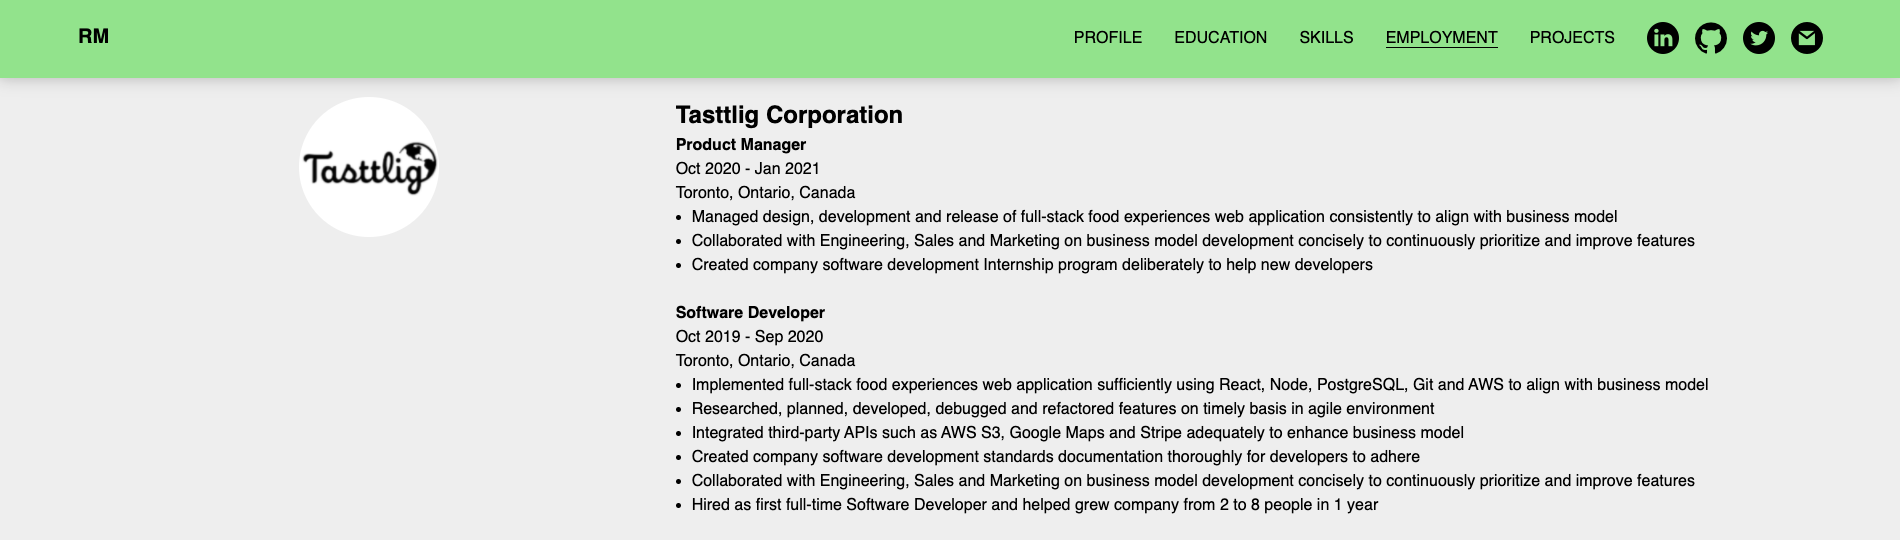 RM
PROFILE EDUCATION SKILLS EMPLOYMENT PROJECTS
Tasttlig
Tasttlig Corporation
Product Manager
Oct 2020 - Jan 2021
Toronto, Ontario, Canada
• Managed design, development and release of full-stack food experiences web application consistently to align with business model
• Collaborated with Engineering, Sales and Marketing on business model development concisely to continuously prioritize and improve features
• Created company software development Internship program deliberately to help new developers
Software Developer
Oct 2019 - Sep 2020
Toronto, Ontario, Canada
• Implemented full-stack food experiences web application sufficiently using React, Node, PostgreSQL, Git and AWS to align with business model
• Researched, planned, developed, debugged and refactored features on timely basis in agile environment
• Integrated third-party APIs such as AWS S3, Google Maps and Stripe adequately to enhance business model
• Created company software development standards documentation thoroughly for developers to adhere
• Collaborated with Engineering, Sales and Marketing on business model development concisely to continuously prioritize and improve features
• Hired as first full-time Software Developer and helped grew company from 2 to 8 people in 1 year